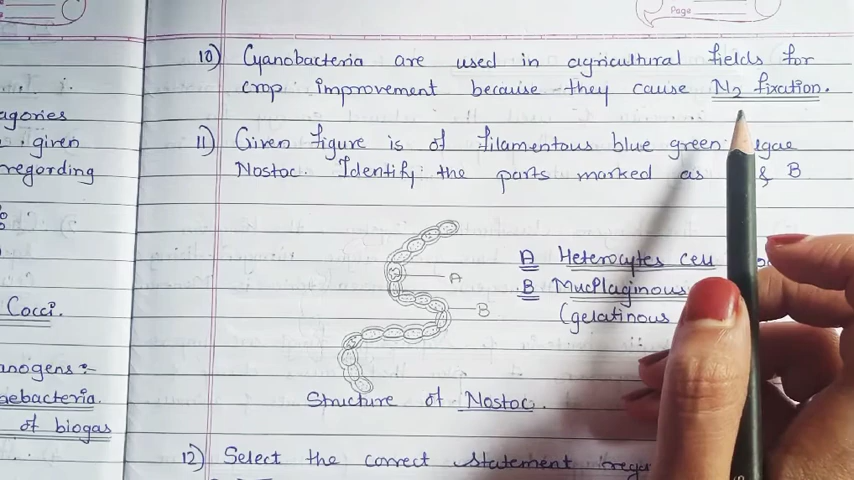 Page
10) Cyanobacteria are used in agricultural fields for
crop improvement because they cause N2 fixation.
11) Given figure is of filamentous blue green
Nostoc. Identify the parts marked as & B
A
B
A Heterocytes cell
B Mucplaginous
(gelatinous
Structure of Nostoc.
12) Select the correct statement
agories
given
regording
Cocci.
anogens :-
aebacteria.
of biogas